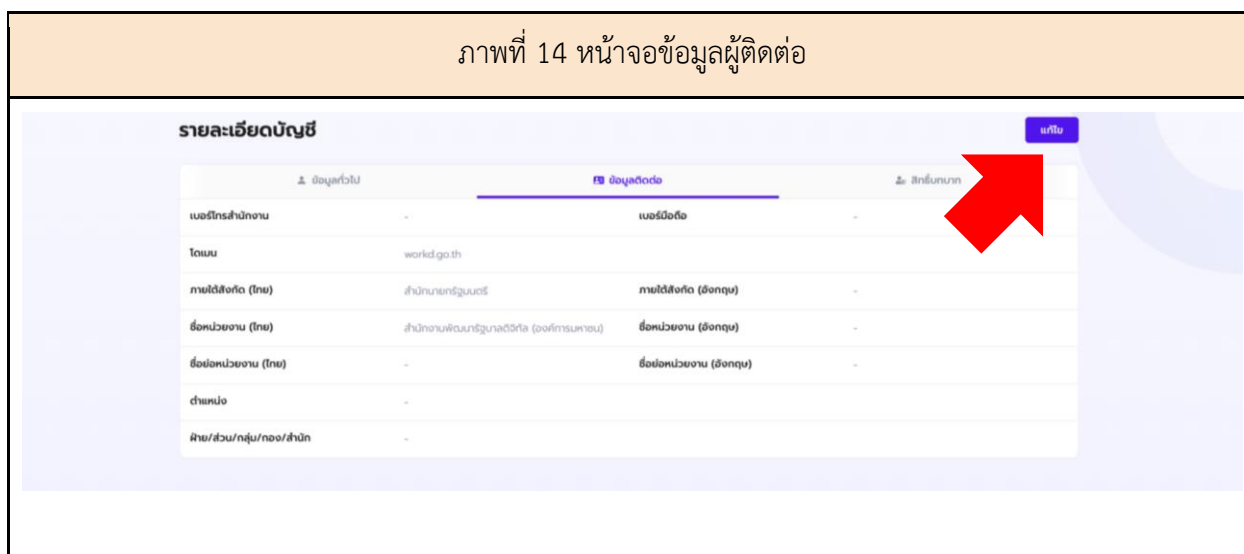 ภาพที่ 14 หน้าจอข้อมูลผู้ติดต่อ
รายละเอียดบัญชี แก้ไข
ข้อมูลทั่วไป ข้อมูลติดต่อ สิทธิ์บทบาท
เบอร์โทรสำนักงาน - เบอร์มือถือ -
โดเมน workd.go.th
ภายใต้สังกัด (ไทย) สำนักนายกรัฐมนตรี ภายใต้สังกัด (อังกฤษ) -
ชื่อหน่วยงาน (ไทย) สำนักงานพัฒนารัฐบาลดิจิทัล (องค์การมหาชน) ชื่อหน่วยงาน (อังกฤษ) -
ชื่อย่อหน่วยงาน (ไทย) - ชื่อย่อหน่วยงาน (อังกฤษ) -
ตำแหน่ง -
ฝ่าย/ส่วน/กลุ่ม/กอง/สำนัก -